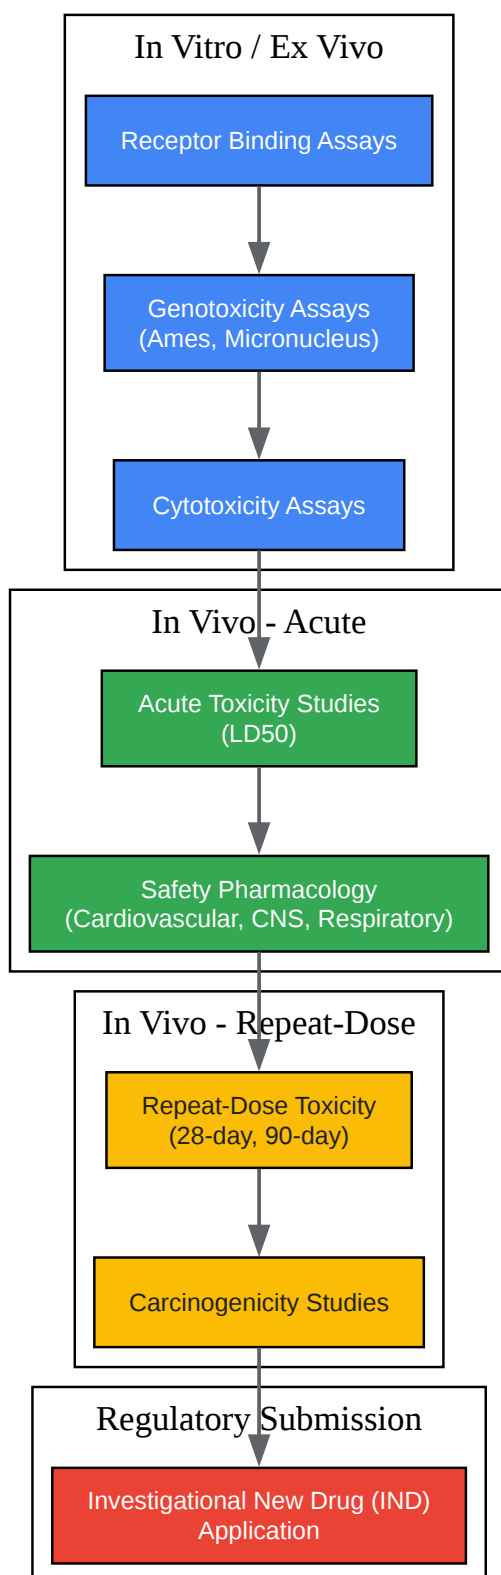 In Vitro / Ex Vivo
Receptor Binding Assays
Genotoxicity Assays
(Ames, Micronucleus)
Cytotoxicity Assays
In Vivo - Acute
Acute Toxicity Studies
(LD50)
Safety Pharmacology
(Cardiovascular, CNS, Respiratory)
In Vivo - Repeat-Dose
Repeat-Dose Toxicity
(28-day, 90-day)
Carcinogenicity Studies
Regulatory Submission
Investigational New Drug (IND)
Application